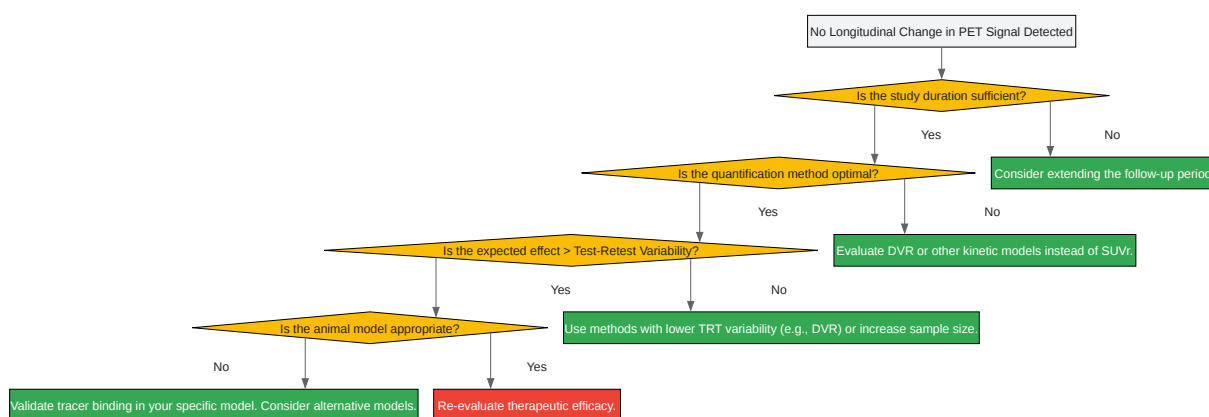 No Longitudinal Change in PET Signal Detected
Is the study duration sufficient?
Yes
No
Is the quantification method optimal?
Consider extending the follow-up period
Yes
No
Is the expected effect > Test-Retest Variability?
Evaluate DVR or other kinetic models instead of SUVr.
Yes
No
Is the animal model appropriate?
Use methods with lower TRT variability (e.g., DVR) or increase sample size.
No
Yes
Validate tracer binding in your specific model. Consider alternative models.
Re-evaluate therapeutic efficacy.